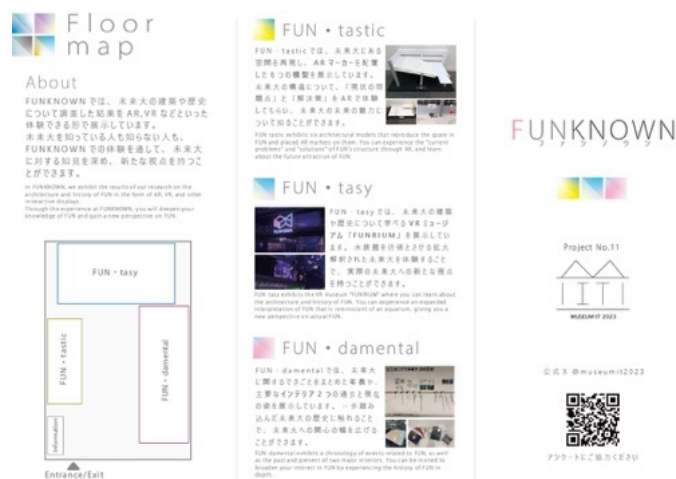 Floor
map
About
FUNKNOWNでは、未来大の建築や歴史
について調査した結果をAR,VRなどといった
体験できる形で展示しています。
未来大を知っている人も知らない人も、
FUNKNOWNでの体験を通して、未来大
に対する知見を深め、新たな視点を持つこ
とができます。
In FUNKNOWN, we exhibit the results of our research on the
architecture and history of FUN in the form of AR, VR, and other
interactive displays.
Through the experience at FUNKNOWN, you will deepen your
knowledge of FUN and gain a new perspective on FUN.
FUN・tasy
FUN・tastic
FUN・damental
Information
Entrance/Exit
FUN・tastic
FUN・tasticでは、未来大にある
空間を再現し、ARマーカーを配置
した6つの模型を展示しています。
未来大の構造について、「現状の問
題点」と「解決策」をARで体験
してもらい、未来大の未来の魅力に
ついて知ることができます。
FUN tastic exhibits six architectural models that reproduce the space in
FUN and placed AR markers on them. You can experience the "current
problems" and "solutions" of FUN's structure through AR, and learn
about the future attraction of FUN.
FUN・tasy
FUN・tasyでは、未来大の建築
や歴史について学べるVRミュージ
アム「FUNRIUM」を展示してい
ます。水族館を彷彿とさせる拡大
解釈された未来大を体験すること
で、実際の未来大への新たな視点
を持つことができます。
FUN tasy exhibits the VR museum "FUNRIUM" where you can learn about
the architecture and history of FUN. You can experience an expanded
interpretation of FUN that is reminiscent of an aquarium, giving you a
new perspective on actual FUN.
FUN・damental
FUN・damentalでは、未来大
に関するできごとをまとめた年表や、
主要なインテリア2つの過去と現在
の姿を展示しています。一歩踏み
込んだ未来大の歴史に触れること
で、未来大への関心の幅を広げる
ことができます。
FUN damental exhibits a chronology of events related to FUN, as well
as the past and present of two major interiors. You can be invited to
broaden your interest in FUN by experiencing the history of FUN in
depth.
FUNKNOWN
ファンノウン
Project No.11
MUSEUM IT 2023
公式X @museumit2023
アンケートにご協力ください